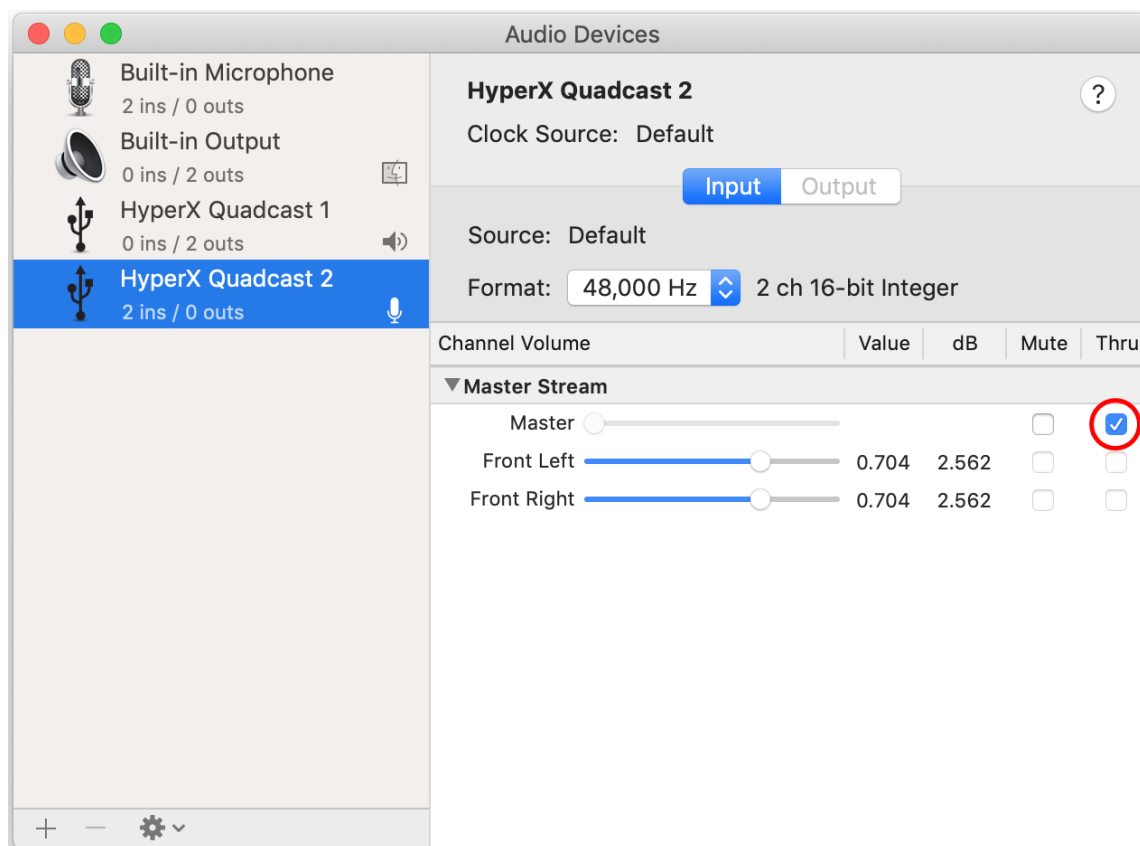 Audio Devices
Built-in Microphone
2 ins / 0 outs
Built-in Output
0 ins / 2 outs
HyperX Quadcast 1
0 ins / 2 outs
HyperX Quadcast 2
2 ins / 0 outs
HyperX Quadcast 2
?
Clock Source: Default
Input Output
Source: Default
Format: 48,000 Hz 2 ch 16-bit Integer
Channel Volume Value dB Mute Thru
Master Stream
Master
Front Left 0.704 2.562
Front Right 0.704 2.562